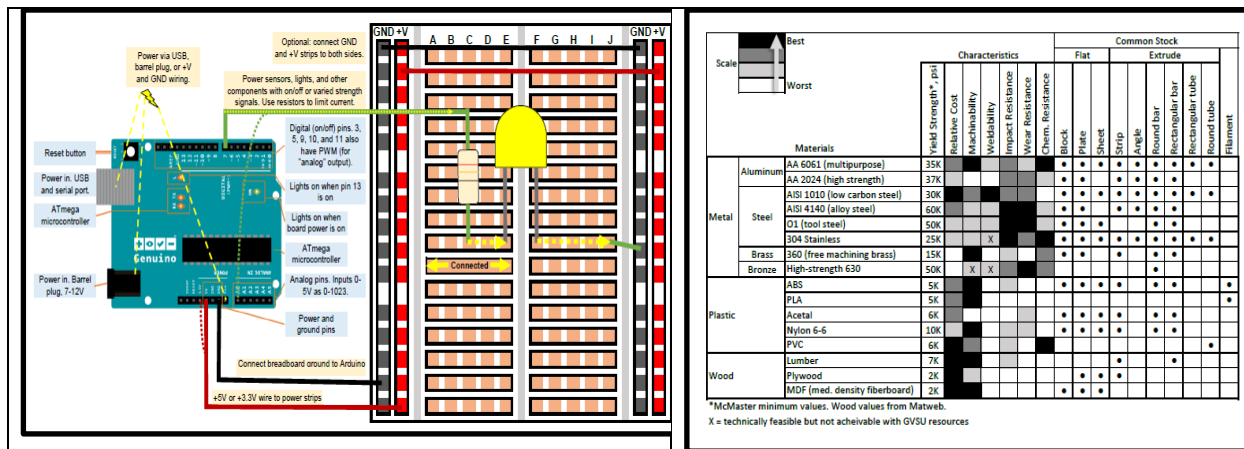 Optional: connect GND
and +V strips to both sides.
GND +V
A B C D E F G H I J
GND +V
Power via USB,
barrel plug, or +V
and GND wiring.
Power sensors, lights, and other
components with on/off or varied strength
signals. Use resistors to limit current.
Digital (on/off) pins. 3,
5, 9, 10, and 11 also
have PWM (for
"analog" output).
Reset button
Power in. USB
and serial port.
Lights on when pin 13
is on
ATmega
microcontroller
Lights on when
board power is on
Genuino
ATmega
microcontroller
Connected
Power in. Barrel
plug, 7-12V
Analog pins. Inputs 0-
5V as 0-1023.
Power and
ground pins
Connect breadboard ground to Arduino
+5V or +3.3V wire to power strips
Scale
Best
Worst
Characteristics
Common Stock
Flat
Extrude
Materials
Yield Strength*, psi
Relative Cost
Machinability
Weldability
Impact Resistance
Wear Resistance
Chem. Resistance
Block
Plate
Sheet
Strip
Angle
Round bar
Rectangular bar
Rectangular tube
Round tube
Filament
Metal
Aluminum
AA 6061 (multipurpose) 35K
AA 2024 (high strength) 37K
Steel
AISI 1010 (low carbon steel) 30K
AISI 4140 (alloy steel) 60K
O1 (tool steel) 50K
304 Stainless 25K X
Brass 360 (free machining brass) 15K
Bronze High-strength 630 50K X X
Plastic
ABS 5K
PLA 5K
Acetal 6K
Nylon 6-6 10K
PVC 6K
Wood
Lumber 7K
Plywood 2K
MDF (med. density fiberboard) 2K
*McMaster minimum values. Wood values from Matweb.
X = technically feasible but not acheivable with GVSU resources